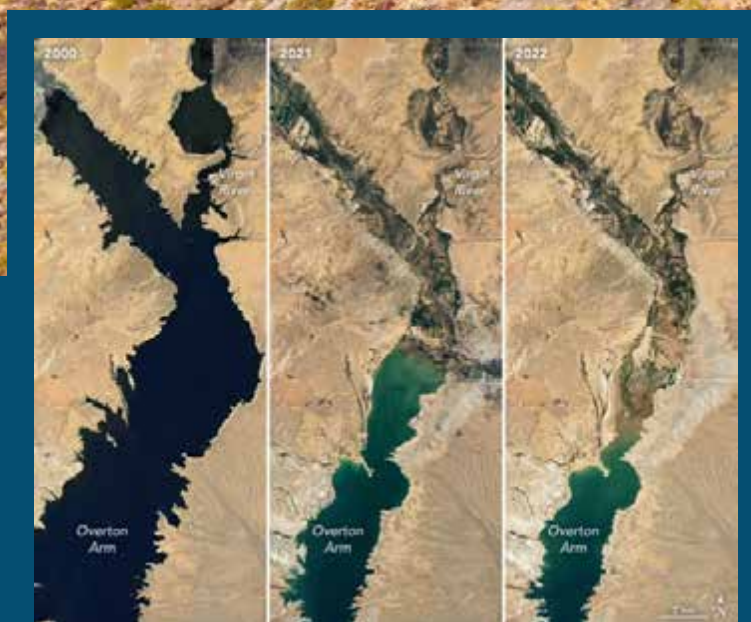 2000
2021
2022
Virgin
River
Virgin
River
Virgin
River
Overton
Arm
Overton
Arm
Overton
Arm
N